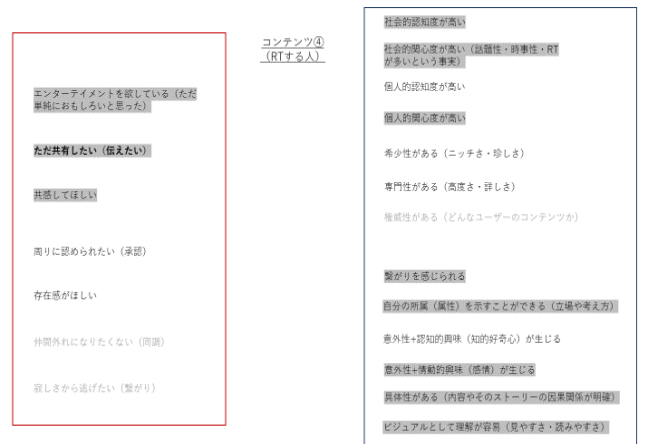 コンテンツ④
（RTする人）
エンターテイメントを欲している（ただ
単純におもしろいと思った）
ただ共有したい（伝えたい）
共感してほしい
周りに認められたい（承認）
存在感がほしい
仲間外れになりたくない（同調）
寂しさから逃げたい（繋がり）
社会的認知度が高い
社会的関心度が高い（話題性・時事性・RT
が多いという事実）
個人的認知度が高い
個人的関心度が高い
希少性がある（ニッチさ・珍しさ）
専門性がある（高度さ・詳しさ）
権威性がある（どんなユーザーのコンテンツか）
繋がりを感じられる
自分の所属（属性）を示すことができる（立場や考え方）
意外性+認知的興味（知的好奇心）が生じる
意外性+情動的興味（感情）が生じる
具体性がある（内容やそのストーリーの因果関係が明確）
ビジュアルとして理解が容易（見やすさ・読みやすさ）